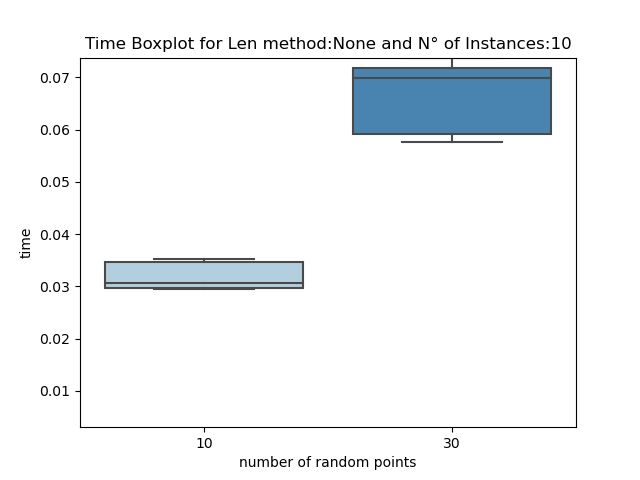 Time Boxplot for Len method:None and N° of Instances:10
0.07
0.06
0.05
0.04
0.03
0.02
0.01
time
10 30
number of random points